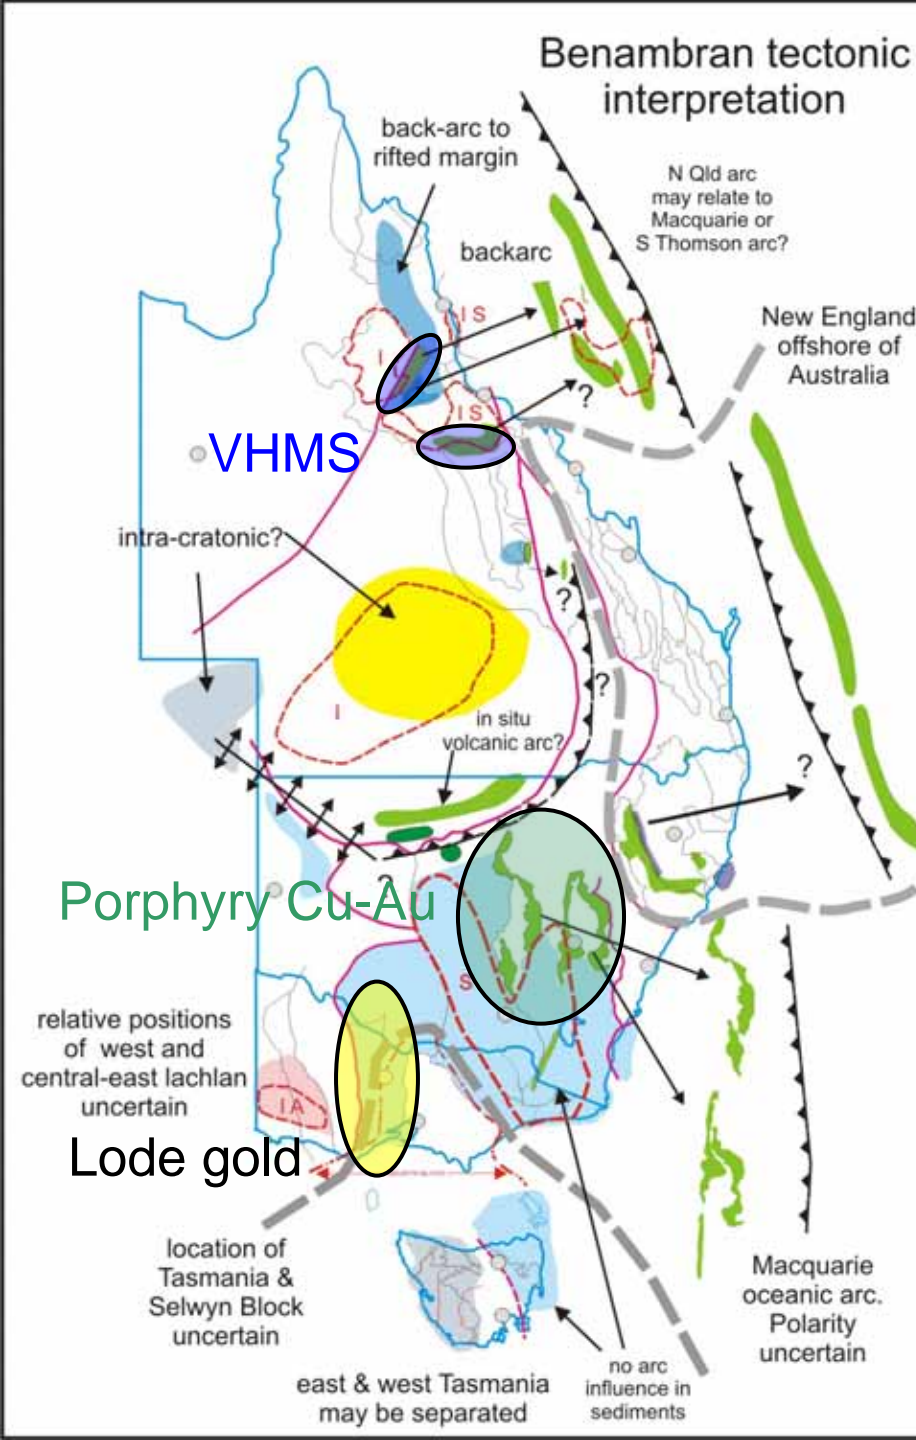 Benambran tectonic
interpretation
back-arc to
rifted margin
N Qld arc
may relate to
Macquarie or
S Thomson arc?
backarc
I S
New England
offshore of
Australia
I
?
I S
VHMS
intra-cratonic?
?
?
I
in situ
volcanic arc?
?
?
Porphyry Cu-Au
S
relative positions
of west and
central-east lachlan
uncertain
I A
Lode gold
location of
Tasmania &
Selwyn Block
uncertain
Macquarie
oceanic arc.
Polarity
uncertain
east & west Tasmania
may be separated
no arc
influence in
sediments